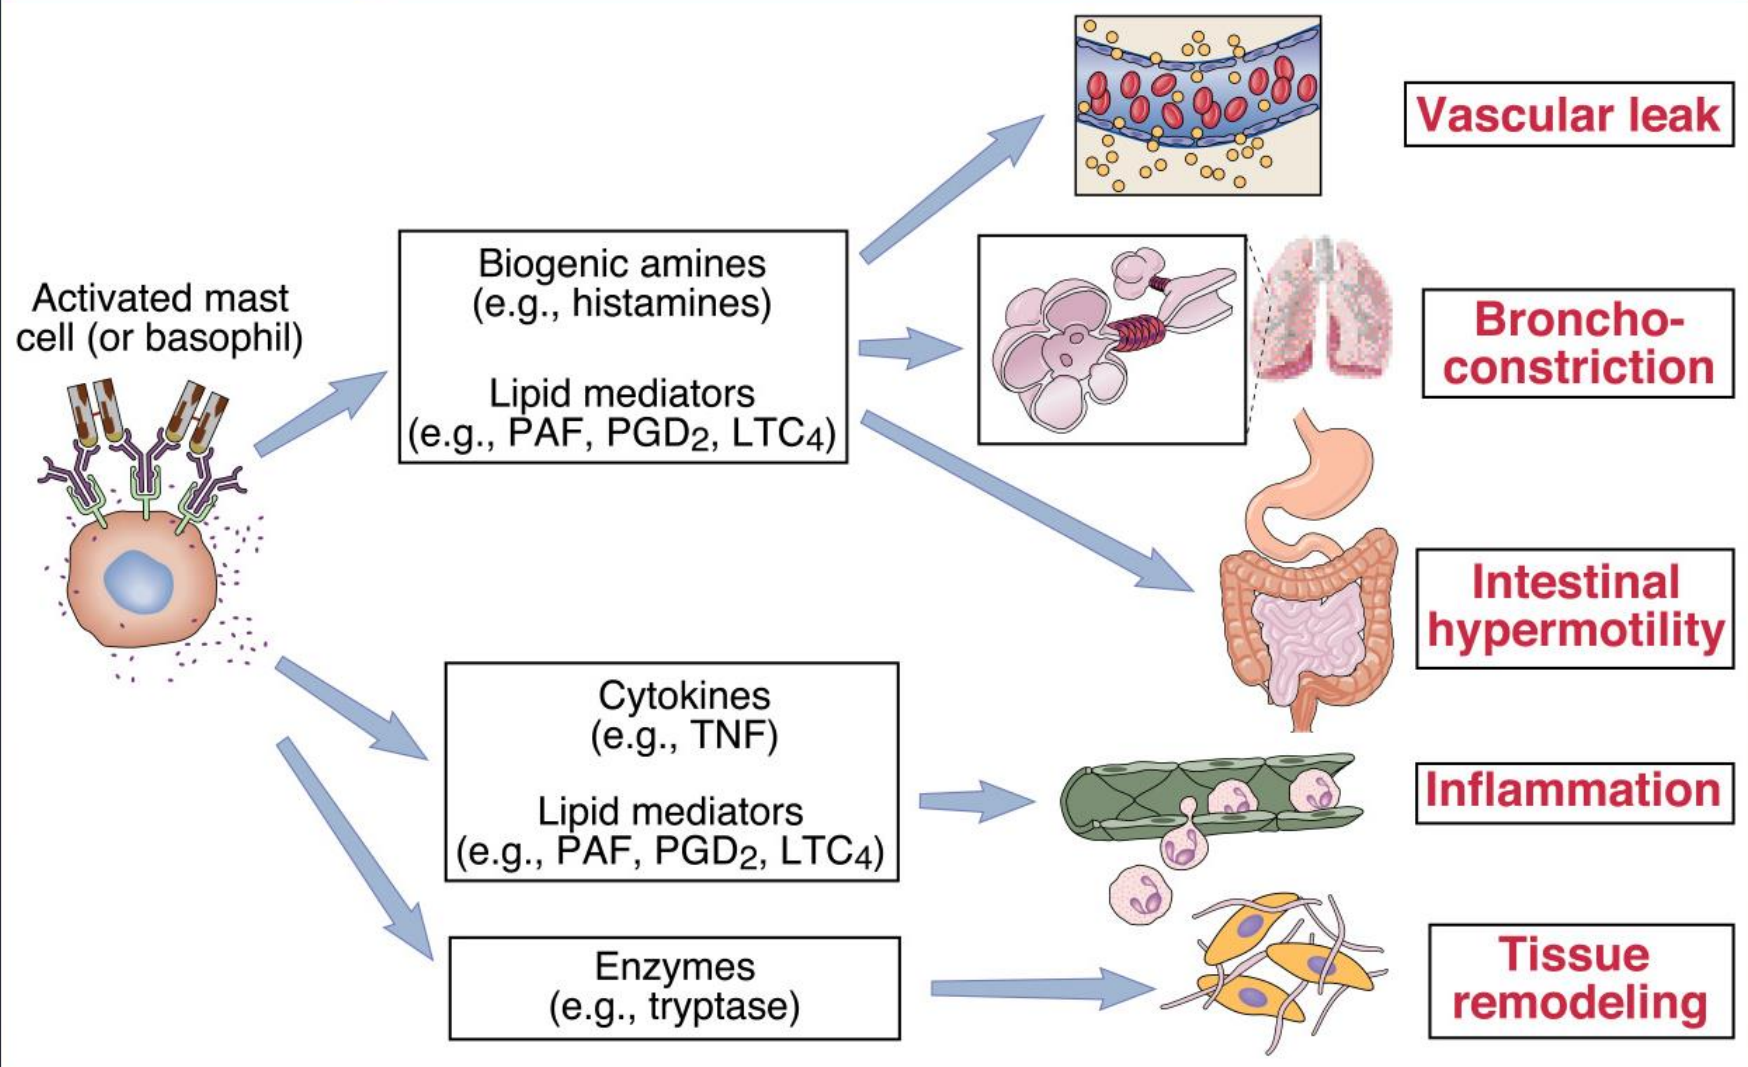 Activated mast
cell (or basophil)
Biogenic amines
(e.g., histamines)
Lipid mediators
(e.g., PAF, PGD2, LTC4)
Cytokines
(e.g., TNF)
Lipid mediators
(e.g., PAF, PGD2, LTC4)
Enzymes
(e.g., tryptase)
Vascular leak
Broncho-
constriction
Intestinal
hypermotility
Inflammation
Tissue
remodeling